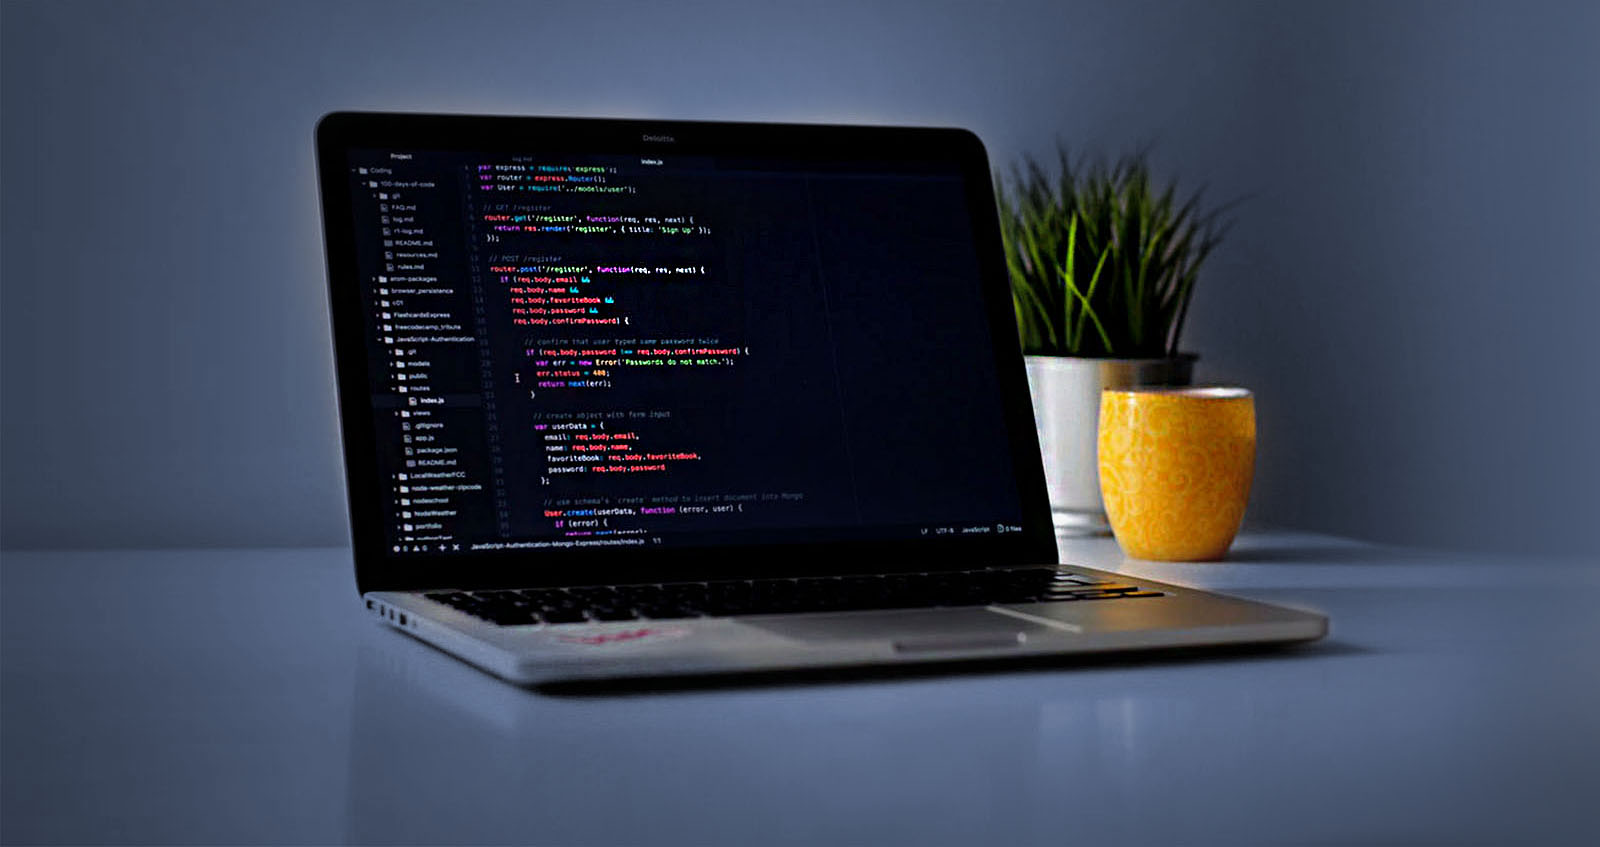 Deloitte.
Project
log.md
index.js
Coding
100-days-of-code
.git
FAQ.md
log.md
r1-log.md
README.md
resources.md
rules.md
atom-packages
browser_persistence
c01
FlashcardsExpress
freecodecamp_tribute
JavaScript-Authentication
.git
models
public
routes
index.js
views
.gitignore
app.js
package.json
README.md
LocalWeatherFCC
node-weather-zipcode
nodeschool
NodeWeather
portfolio
var express = require('express');
var router = express.Router();
var User = require('../models/user');
// GET /register
router.get('/register', function(req, res, next) {
return res.render('register', { title: 'Sign Up' });
});
// POST /register
router.post('/register', function(req, res, next) {
if (req.body.email &&
req.body.name &&
req.body.favoriteBook &&
req.body.password &&
req.body.confirmPassword) {
// confirm that user typed same password twice
if (req.body.password !== req.body.confirmPassword) {
var err = new Error('Passwords do not match.');
err.status = 400;
return next(err);
}
// create object with form input
var userData = {
email: req.body.email,
name: req.body.name,
favoriteBook: req.body.favoriteBook,
password: req.body.password
};
// use schema's `create` method to insert document into Mongo
User.create(userData, function (error, user) {
if (error) {
return next(error)
0 0 + × JavaScript-Authentication-Mongo-Express/routes/index.js 1:1
LF UTF-8 JavaScript 0 files